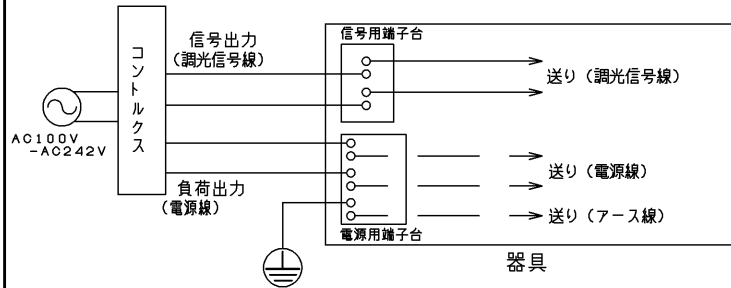 信号出力
(調光信号線)
コントルクス
AC100V
-AC242V
負荷出力
(電源線)
信号用端子台
送り(調光信号線)
送り(電源線)
送り(アース線)
電源用端子台
器具